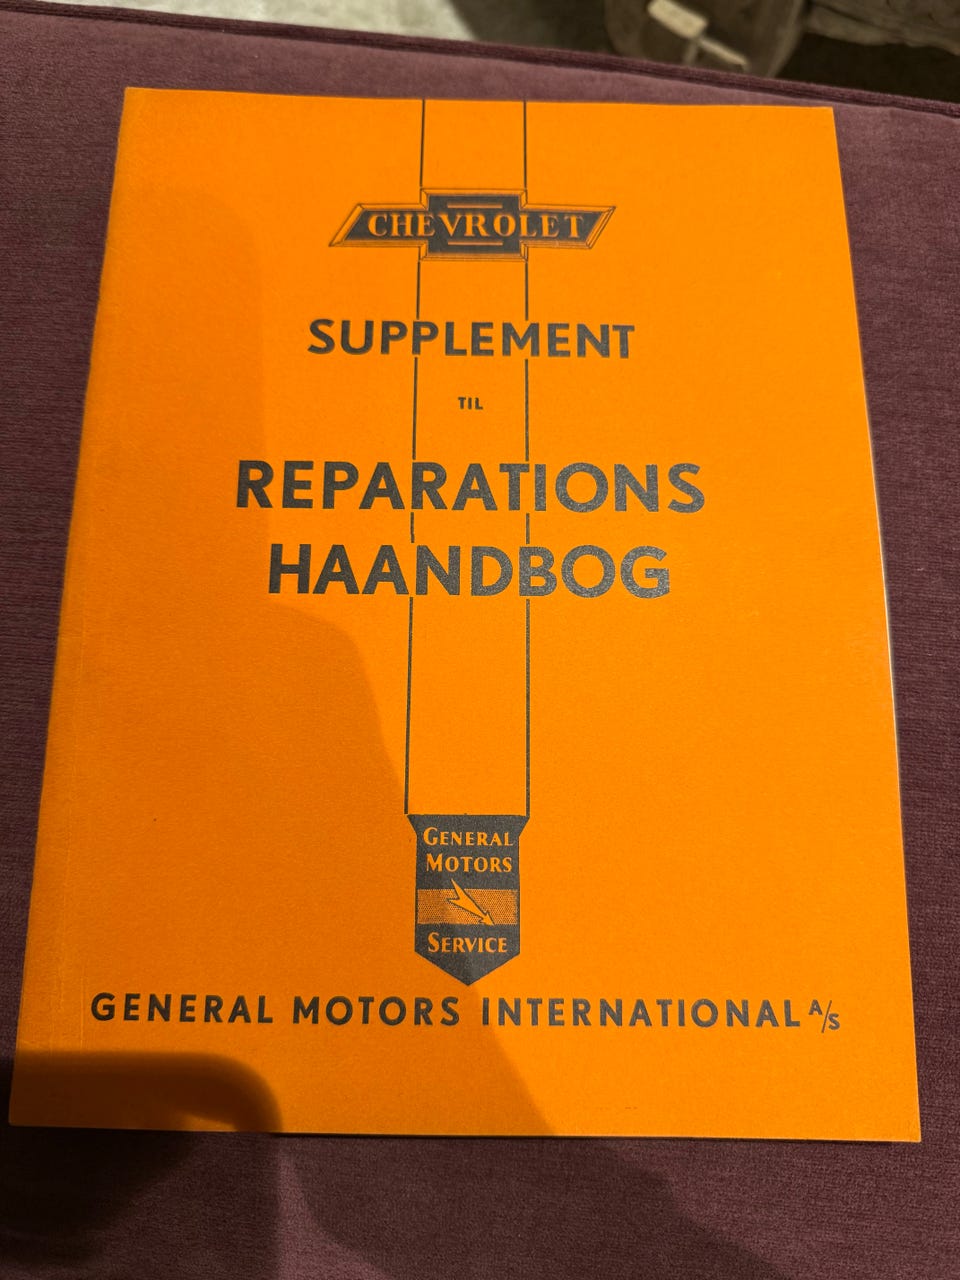 CHEVROLET
SUPPLEMENT
TIL
REPARATIONS
HAANDBOG
GENERAL
MOTORS
SERVICE
GENERAL MOTORS INTERNATIONAL A/S